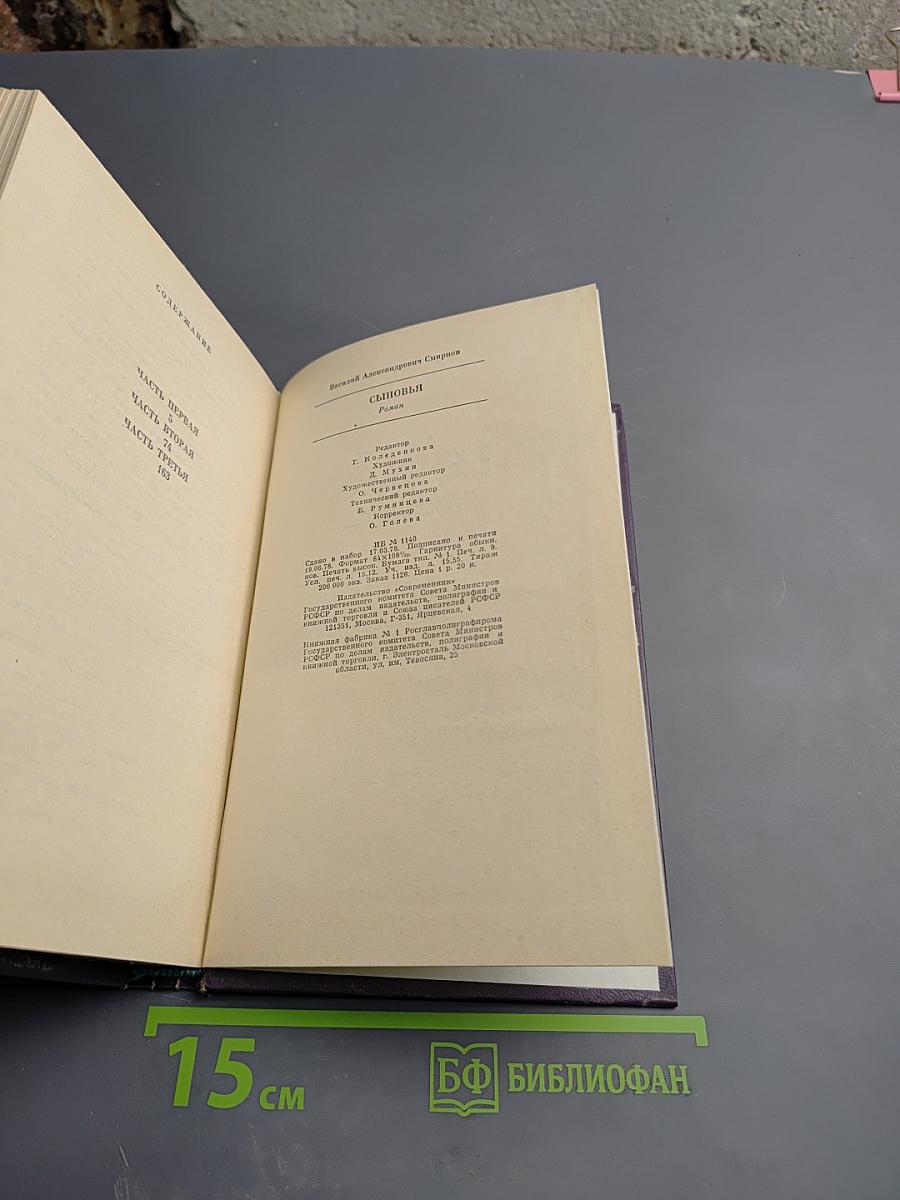 СОДЕРЖАНИЕ
ЧАСТЬ ПЕРВАЯ
5
ЧАСТЬ ВТОРАЯ
74
ЧАСТЬ ТРЕТЬЯ
163
Василий Александрович Смирнов
СЫНОВЬЯ
Роман
Редактор
Г. Коледенкова
Художник
Д. Мухин
Художественный редактор
О. Червецова
Технический редактор
Е. Румянцева
Корректор
О. Голева
ИБ № 1140
Сдано в набор 17.03.78. Подписано к печати
19.06.78. Формат 84×108¹/₃₂. Гарнитура обыкн.
нов. Печать высок. Бумага тип. № 1. Печ. л. 9.
Усл. печ. л. 15,12. Уч. изд. л. 15,55. Тираж
200 000 экз. Заказ 1126. Цена 1 р. 20 к.
Издательство «Современник»
Государственного комитета Совета Министров
РСФСР по делам издательств, полиграфии и
книжной торговли и Союза писателей РСФСР
121351, Москва, Г-351, Ярцевская, 4
Книжная фабрика № 1 Росглавполиграфпрома
Государственного комитета Совета Министров
РСФСР по делам издательств, полиграфии и
книжной торговли, г. Электросталь Московской
области, ул. им. Тевосяна, 25
15 см
БФ БИБЛИОФАН